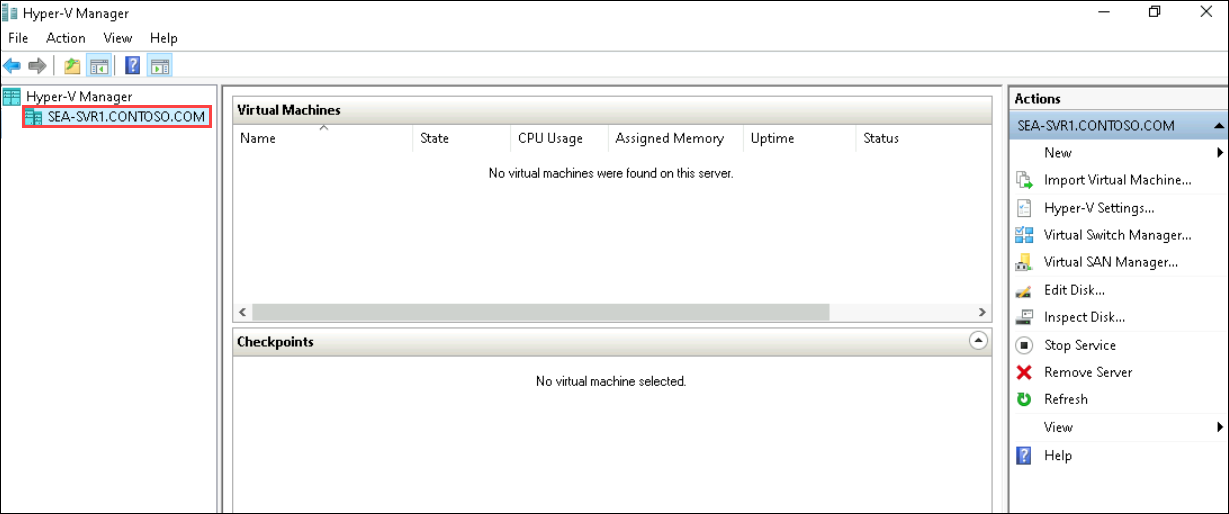 Hyper-V Manager
File Action View Help
Hyper-V Manager
SEA-SVR1.CONTOSO.COM
Virtual Machines
Name State CPU Usage Assigned Memory Uptime Status
No virtual machines were found on this server.
Checkpoints
No virtual machine selected.
Actions
SEA-SVR1.CONTOSO.COM
New
Import Virtual Machine...
Hyper-V Settings...
Virtual Switch Manager...
Virtual SAN Manager...
Edit Disk...
Inspect Disk...
Stop Service
Remove Server
Refresh
View
Help